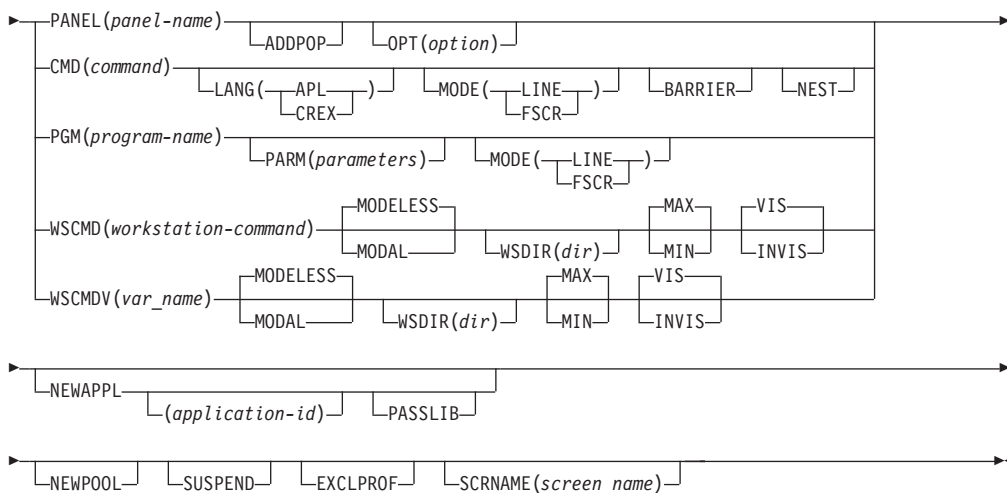 PANEL(panel-name)
ADDPOP OPT(option)
CMD(command)
LANG( APL ) MODE( LINE ) BARRIER NEST
CREX FSCR
PGM(program-name)
PARM(parameters) MODE( LINE )
FSCR
MODELESS MAX VIS
WSCMD(workstation-command)
MODAL WSDIR(dir) MIN INVIS
MODELESS MAX VIS
WSCMDV(var_name)
MODAL WSDIR(dir) MIN INVIS
NEWAPPL
(application-id) PASSLIB
NEWPOOL SUSPEND EXCLPROF SCRNAME(screen name)